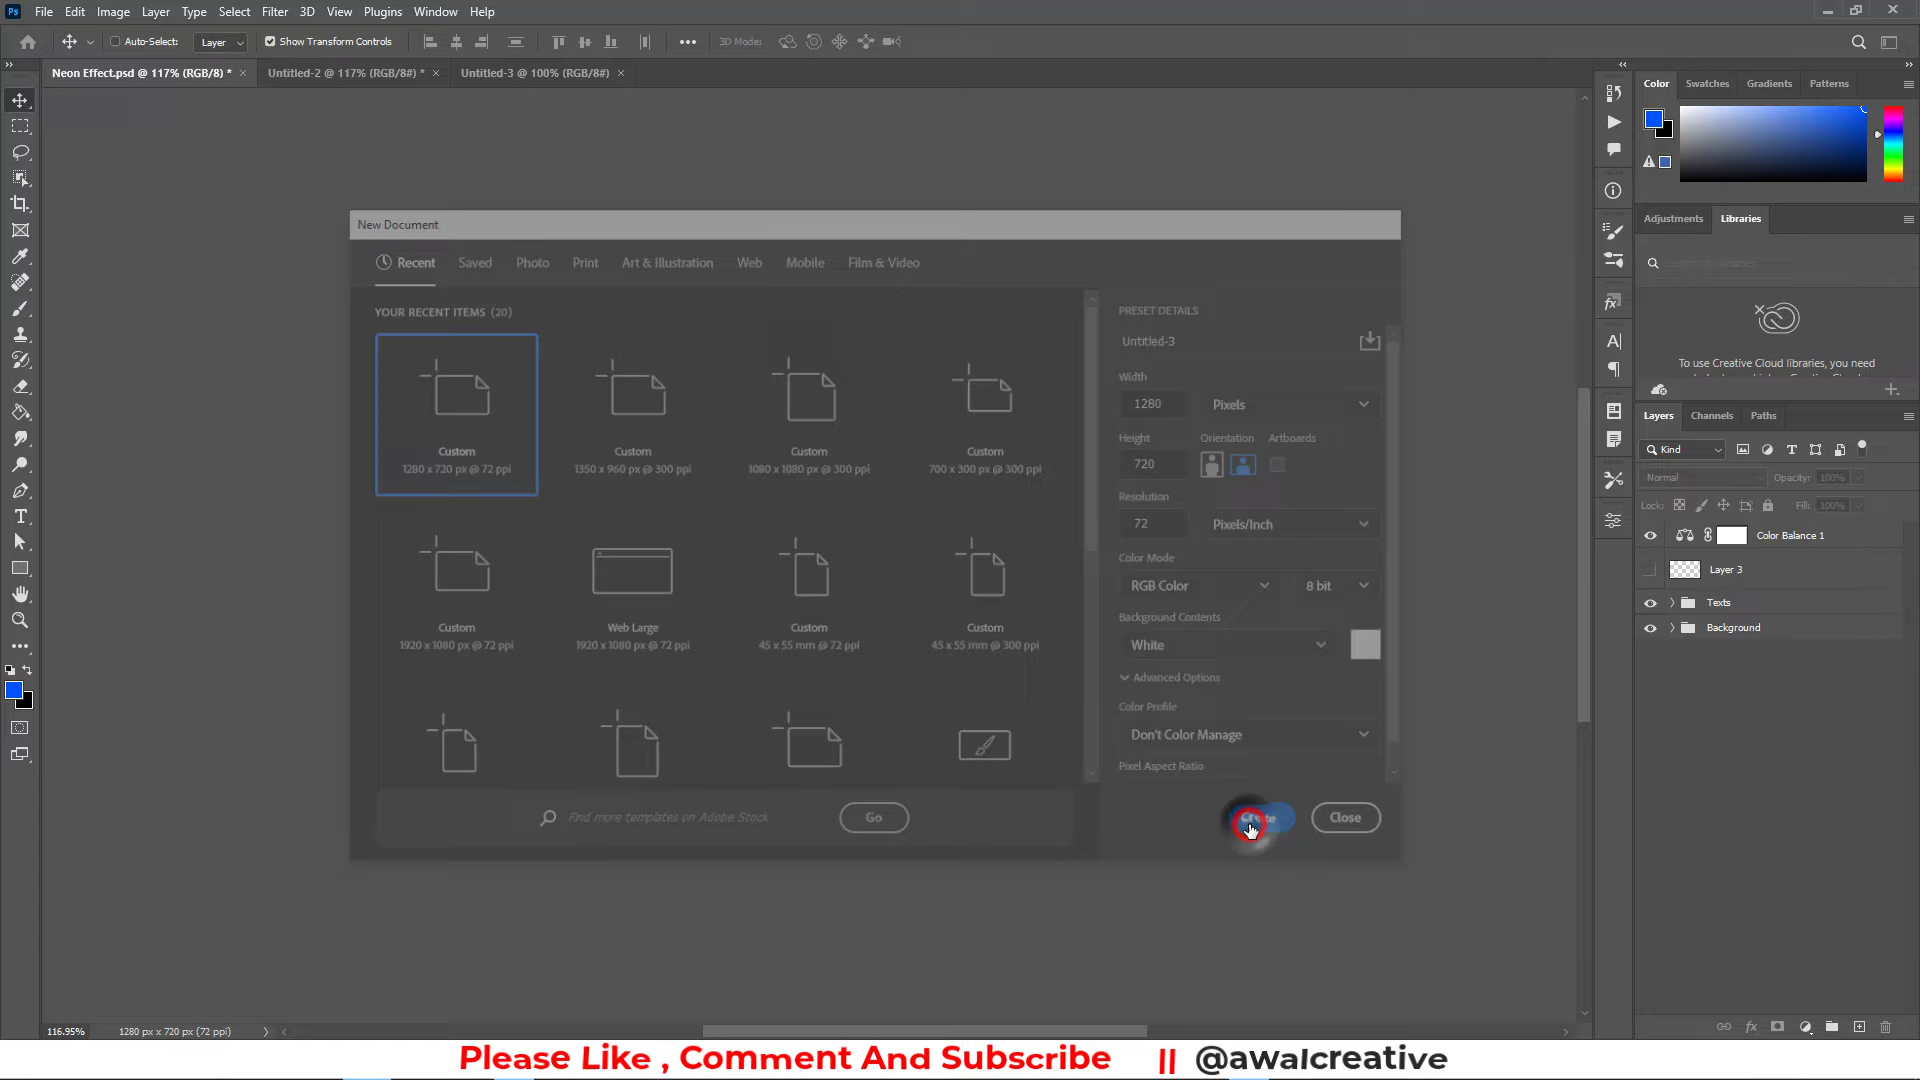 File Edit Image Layer Type Select Filter 3D View Plugins Window Help
Auto-Select: Layer Show Transform Controls 3D Mode:
Neon Effect.psd @ 117% (RGB/8) * Untitled-2 @ 117% (RGB/8#) * Untitled-3 @ 100% (RGB/8#)
Color Swatches Gradients Patterns
Adjustments Libraries
To use Creative Cloud libraries, you need
Layers Channels Paths
Kind
Normal Opacity: 100%
Lock: Fill: 100%
Color Balance 1
Layer 3
Texts
Background
New Document
Recent Saved Photo Print Art & Illustration Web Mobile Film & Video
YOUR RECENT ITEMS (20)
Custom Custom Custom Custom
1280 x 720 px @ 72 ppi 1350 x 960 px @ 300 ppi 1080 x 1080 px @ 300 ppi 700 x 300 px @ 300 ppi
Custom Web Large Custom Custom
1920 x 1080 px @ 72 ppi 1920 x 1080 px @ 72 ppi 45 x 55 mm @ 72 ppi 45 x 55 mm @ 300 ppi
Find more templates on Adobe Stock Go
PRESET DETAILS
Untitled-3
Width
1280 Pixels
Height Orientation Artboards
720
Resolution
72 Pixels/Inch
Color Mode
RGB Color 8 bit
Background Contents
White
Advanced Options
Color Profile
Don't Color Manage
Pixel Aspect Ratio
Create Close
116.95% 1280 px x 720 px (72 ppi)
Please Like , Comment And Subscribe || @awalcreative